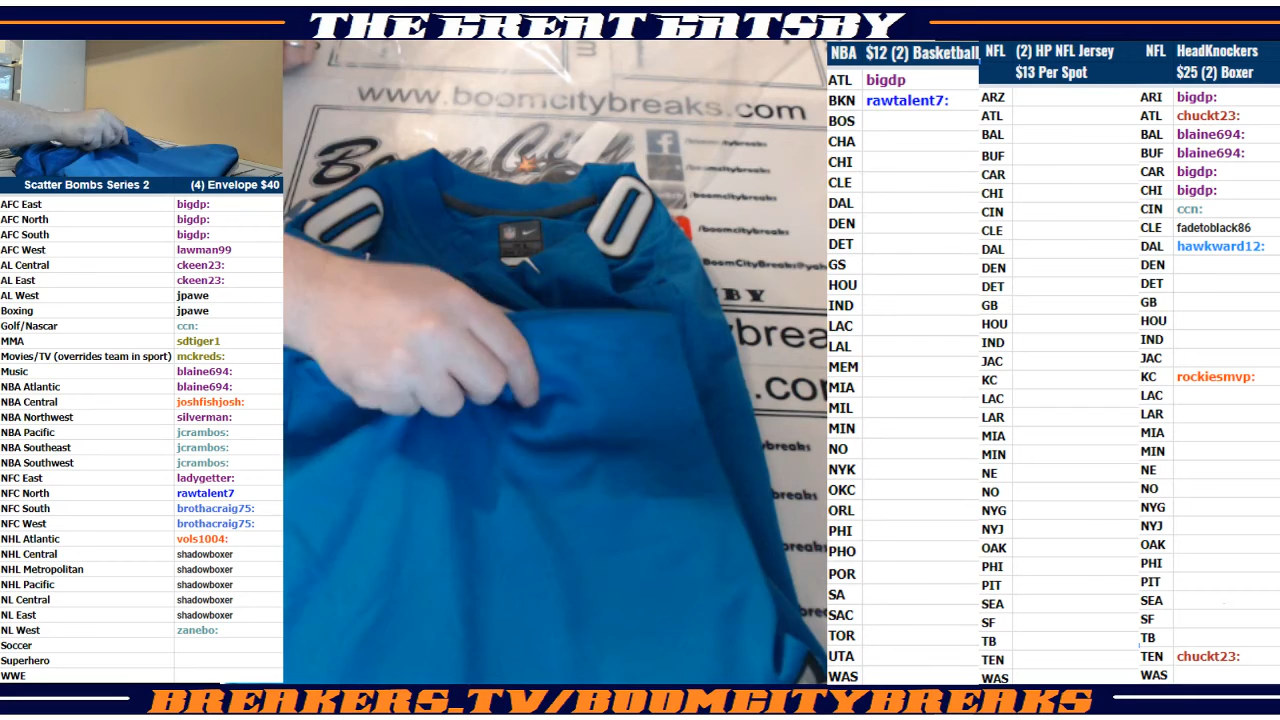 THE GREAT GATSBY
Scatter Bombs Series 2 (4) Envelope $40
AFC East bigdp:
AFC North bigdp:
AFC South bigdp:
AFC West lawman99
AL Central ckeen23:
AL East ckeen23:
AL West jpawe
Boxing jpawe
Golf/Nascar ccn:
MMA sdtiger1
Movies/TV (overrides team in sport) mckreds:
Music blaine694:
NBA Atlantic blaine694:
NBA Central joshfishjosh:
NBA Northwest silverman:
NBA Pacific jcrambos:
NBA Southeast jcrambos:
NBA Southwest jcrambos:
NFC East ladygetter:
NFC North rawtalent7
NFC South brothacraig75:
NFC West brothacraig75:
NHL Atlantic vols1004:
NHL Central shadowboxer
NHL Metropolitan shadowboxer
NHL Pacific shadowboxer
NL Central shadowboxer
NL East shadowboxer
NL West zanebo:
Soccer
Superhero
WWE
www.boomcitybreaks.com
Boom City
/boomcitybreaks
BoomCityBreaks@yah
BY
breaks
.co
NBA $12 (2) Basketball
ATL bigdp
BKN rawtalent7:
BOS
CHA
CHI
CLE
DAL
DEN
DET
GS
HOU
IND
LAC
LAL
MEM
MIA
MIL
MIN
NO
NYK
OKC
ORL
PHI
PHO
POR
SA
SAC
TOR
UTA
WAS
NFL (2) HP NFL Jersey
$13 Per Spot
ARZ
ATL
BAL
BUF
CAR
CHI
CIN
CLE
DAL
DEN
DET
GB
HOU
IND
JAC
KC
LAC
LAR
MIA
MIN
NE
NO
NYG
NYJ
OAK
PHI
PIT
SEA
SF
TB
TEN
WAS
NFL HeadKnockers
$25 (2) Boxer
ARI bigdp:
ATL chuckt23:
BAL blaine694:
BUF blaine694:
CAR bigdp:
CHI bigdp:
CIN ccn:
CLE fadetoblack86
DAL hawkward12:
DEN
DET
GB
HOU
IND
JAC
KC rockiesmvp:
LAC
LAR
MIA
MIN
NE
NO
NYG
NYJ
OAK
PHI
PIT
SEA
SF
TB
TEN chuckt23:
WAS
BREAKERS.TV/BOOMCITYBREAKS